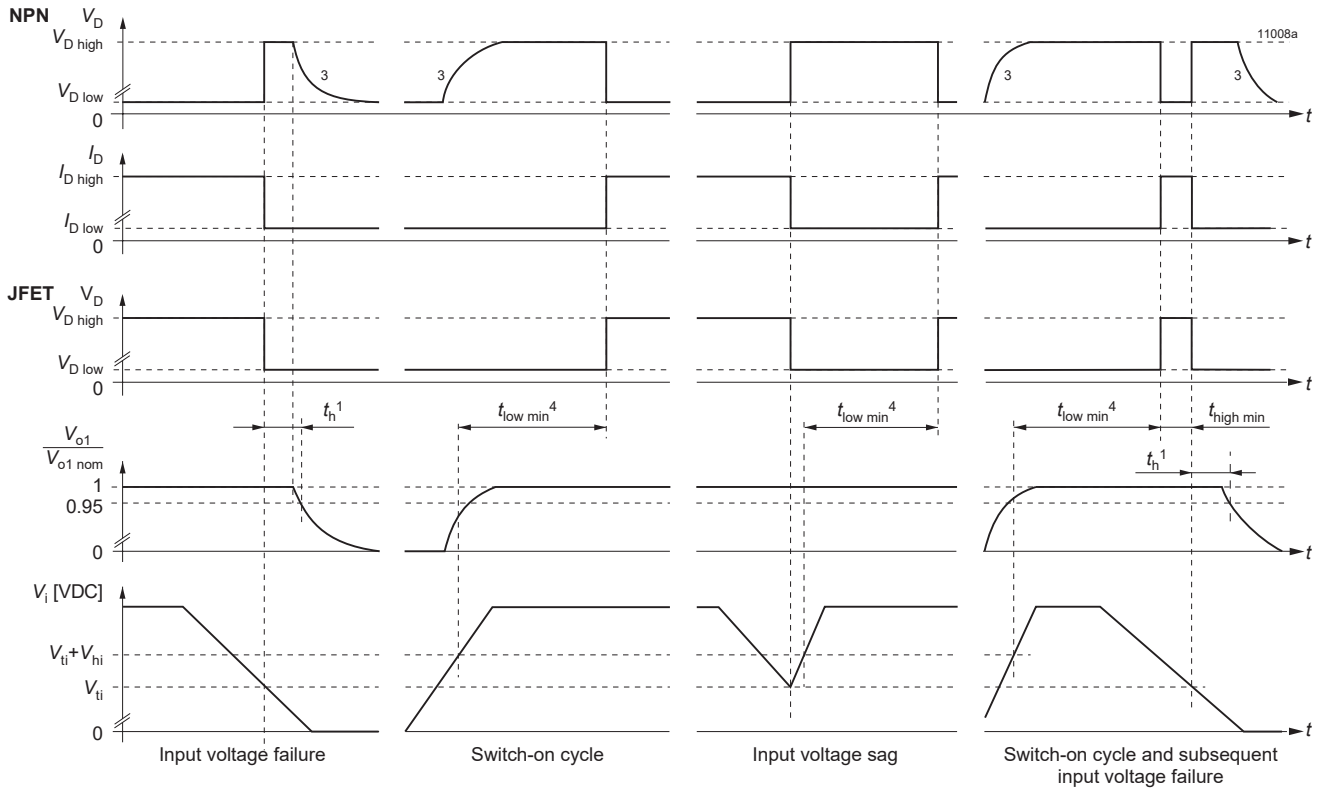 NPN V_D
V_D high
3
3
3
3
11008a
V_D low
0
t
I_D
I_D high
I_D low
0
t
JFET V_D
V_D high
V_D low
0
t
t_h^1
t_low min^4
t_low min^4
t_low min^4
t_high min
t_h^1
V_o1
V_o1 nom
1
0.95
0
t
V_i [VDC]
V_ti+V_hi
V_ti
0
t
Input voltage failure
Switch-on cycle
Input voltage sag
Switch-on cycle and subsequent
input voltage failure